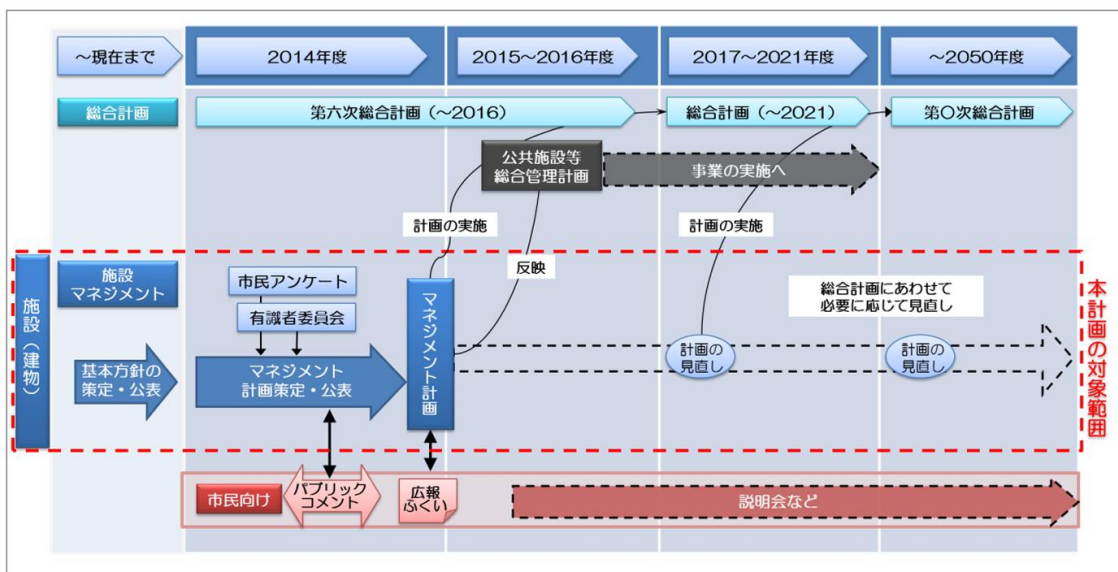 ～現在まで
2014年度
2015～2016年度
2017～2021年度
～2050年度
総合計画
第六次総合計画（～2016）
総合計画（～2021）
第〇次総合計画
公共施設等
総合管理計画
事業の実施へ
計画の実施
計画の実施
反映
施設（建物）
施設
マネジメント
市民アンケート
有識者委員会
基本方針の
策定・公表
マネジメント
計画策定・公表
マネジメント計画
総合計画にあわせて
必要に応じて見直し
計画の
見直し
計画の
見直し
本計画の対象範囲
市民向け
パブリック
コメント
広報
ふくい
説明会など